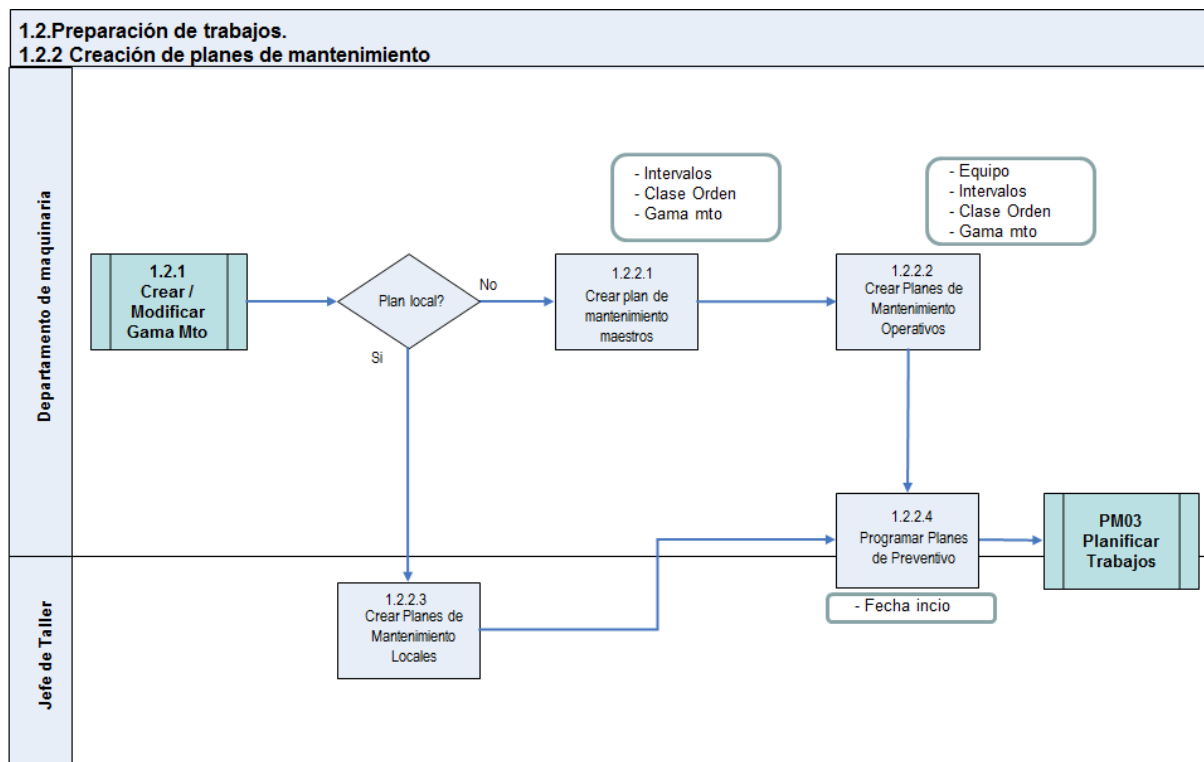 1.2.Preparación de trabajos.
1.2.2 Creación de planes de mantenimiento
Departamento de maquinaria
- Intervalos
- Clase Orden
- Gama mto
- Equipo
- Intervalos
- Clase Orden
- Gama mto
1.2.1
Crear /
Modificar
Gama Mto
Plan local?
No
Si
1.2.2.1
Crear plan de
mantenimiento
maestros
1.2.2.2
Crear Planes de
Mantenimiento
Operativos
1.2.2.4
Programar Planes
de Preventivo
PM03
Planificar
Trabajos
- Fecha incio
Jefe de Taller
1.2.2.3
Crear Planes de
Mantenimiento
Locales